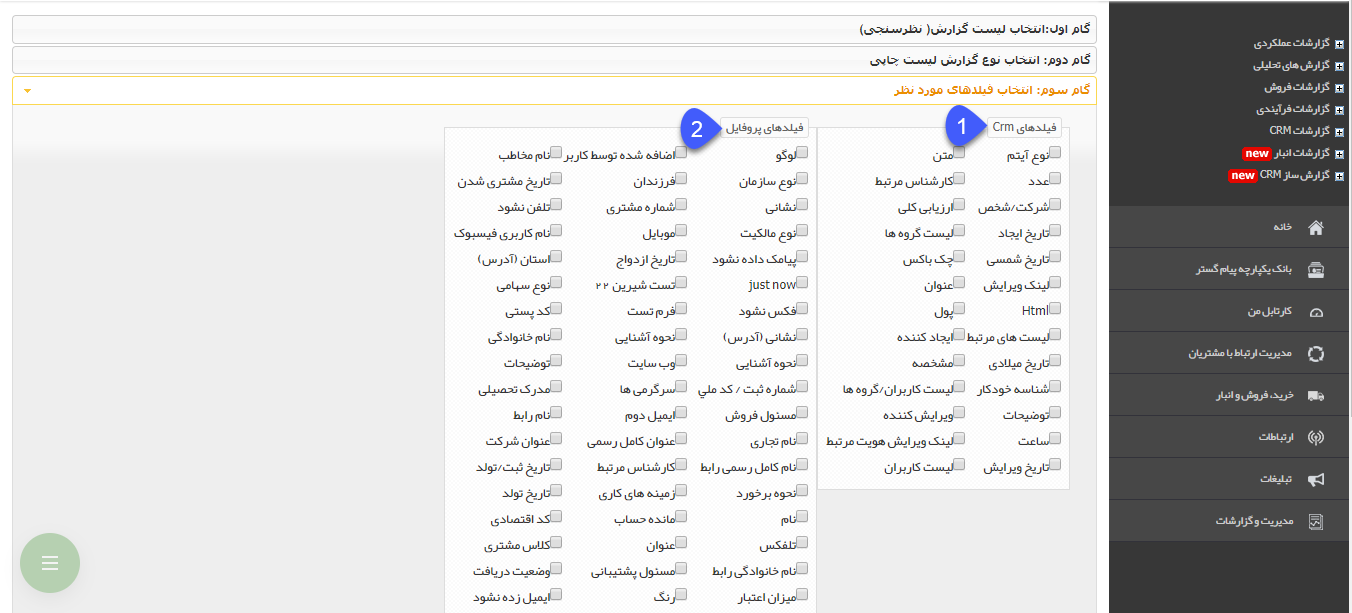 گزارشات عملکردی
گزارش های تحلیلی
گزارشات فروش
گزارشات فرآیندی
گزارشات CRM
گزارشات انبار new
گزارش ساز CRM new
خانه
بانک یکپارچه پیام گستر
کارتابل من
مدیریت ارتباط با مشتریان
خرید، فروش و انبار
ارتباطات
تبلیغات
مدیریت و گزارشات
گام اول:انتخاب لیست گزارش( نظرسنجی)
گام دوم: انتخاب نوع گزارش لیست چاپی
گام سوم: انتخاب فیلدهای مورد نظر
فیلدهای Crm 1
نوع آیتم متن
عدد کارشناس مرتبط
شرکت/شخص ارزیابی کلی
تاریخ ایجاد لیست گروه ها
تاریخ شمسی چک باکس
لینک ویرایش عنوان
Html پول
لیست های مرتبط ایجاد کننده
تاریخ میلادی مشخصه
شناسه خودکار لیست کاربران/گروه ها
توضیحات ویرایش کننده
ساعت لینک ویرایش هویت مرتبط
تاریخ ویرایش لیست کاربران
فیلدهای پروفایل 2
لوگو اضافه شده توسط کاربر نام مخاطب
نوع سازمان فرزندان تاریخ مشتری شدن
نشانی شماره مشتری تلفن نشود
نوع مالکیت موبایل نام کاربری فیسبوک
پیامک داده نشود تاریخ ازدواج استان (آدرس)
just now تست شیرین ۲۲ نوع سهامی
فکس نشود فرم تست کد پستی
نشانی (آدرس) نحوه آشنایی نام خانوادگی
نحوه آشنایی وب سایت توضیحات
شماره ثبت / کد ملي سرگرمی ها مدرک تحصیلی
مسئول فروش ایمیل دوم نام رابط
نام تجاری عنوان کامل رسمی عنوان شرکت
نام کامل رسمی رابط کارشناس مرتبط تاریخ ثبت/تولد
نحوه برخورد زمینه های کاری تاریخ تولد
نام مانده حساب کد اقتصادی
تلفکس عنوان کلاس مشتری
نام خانوادگی رابط مسئول پشتیبانی وضعیت دریافت
میزان اعتبار رنگ ایمیل زده نشود